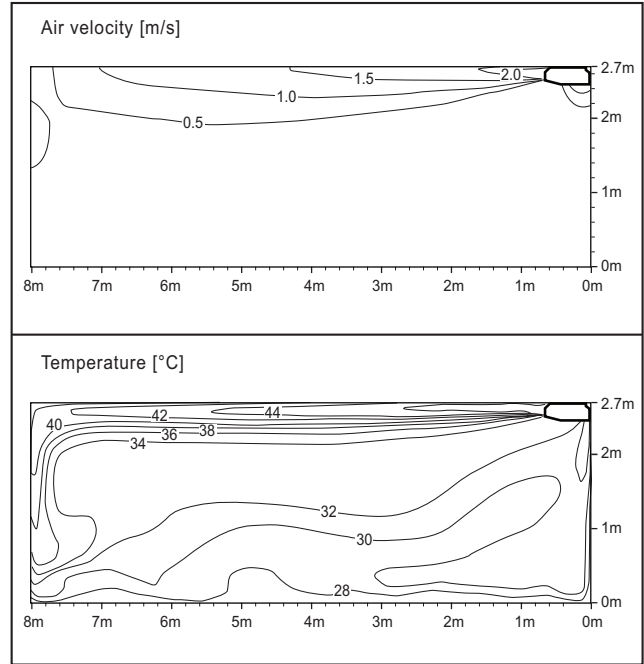 Air velocity [m/s]
2.7m
2.0
1.5
1.0
0.5
2m
1m
0m
8m 7m 6m 5m 4m 3m 2m 1m 0m
Temperature [°C]
2.7m
44
42
40
38
36
34
2m
32
30
1m
28
0m
8m 7m 6m 5m 4m 3m 2m 1m 0m